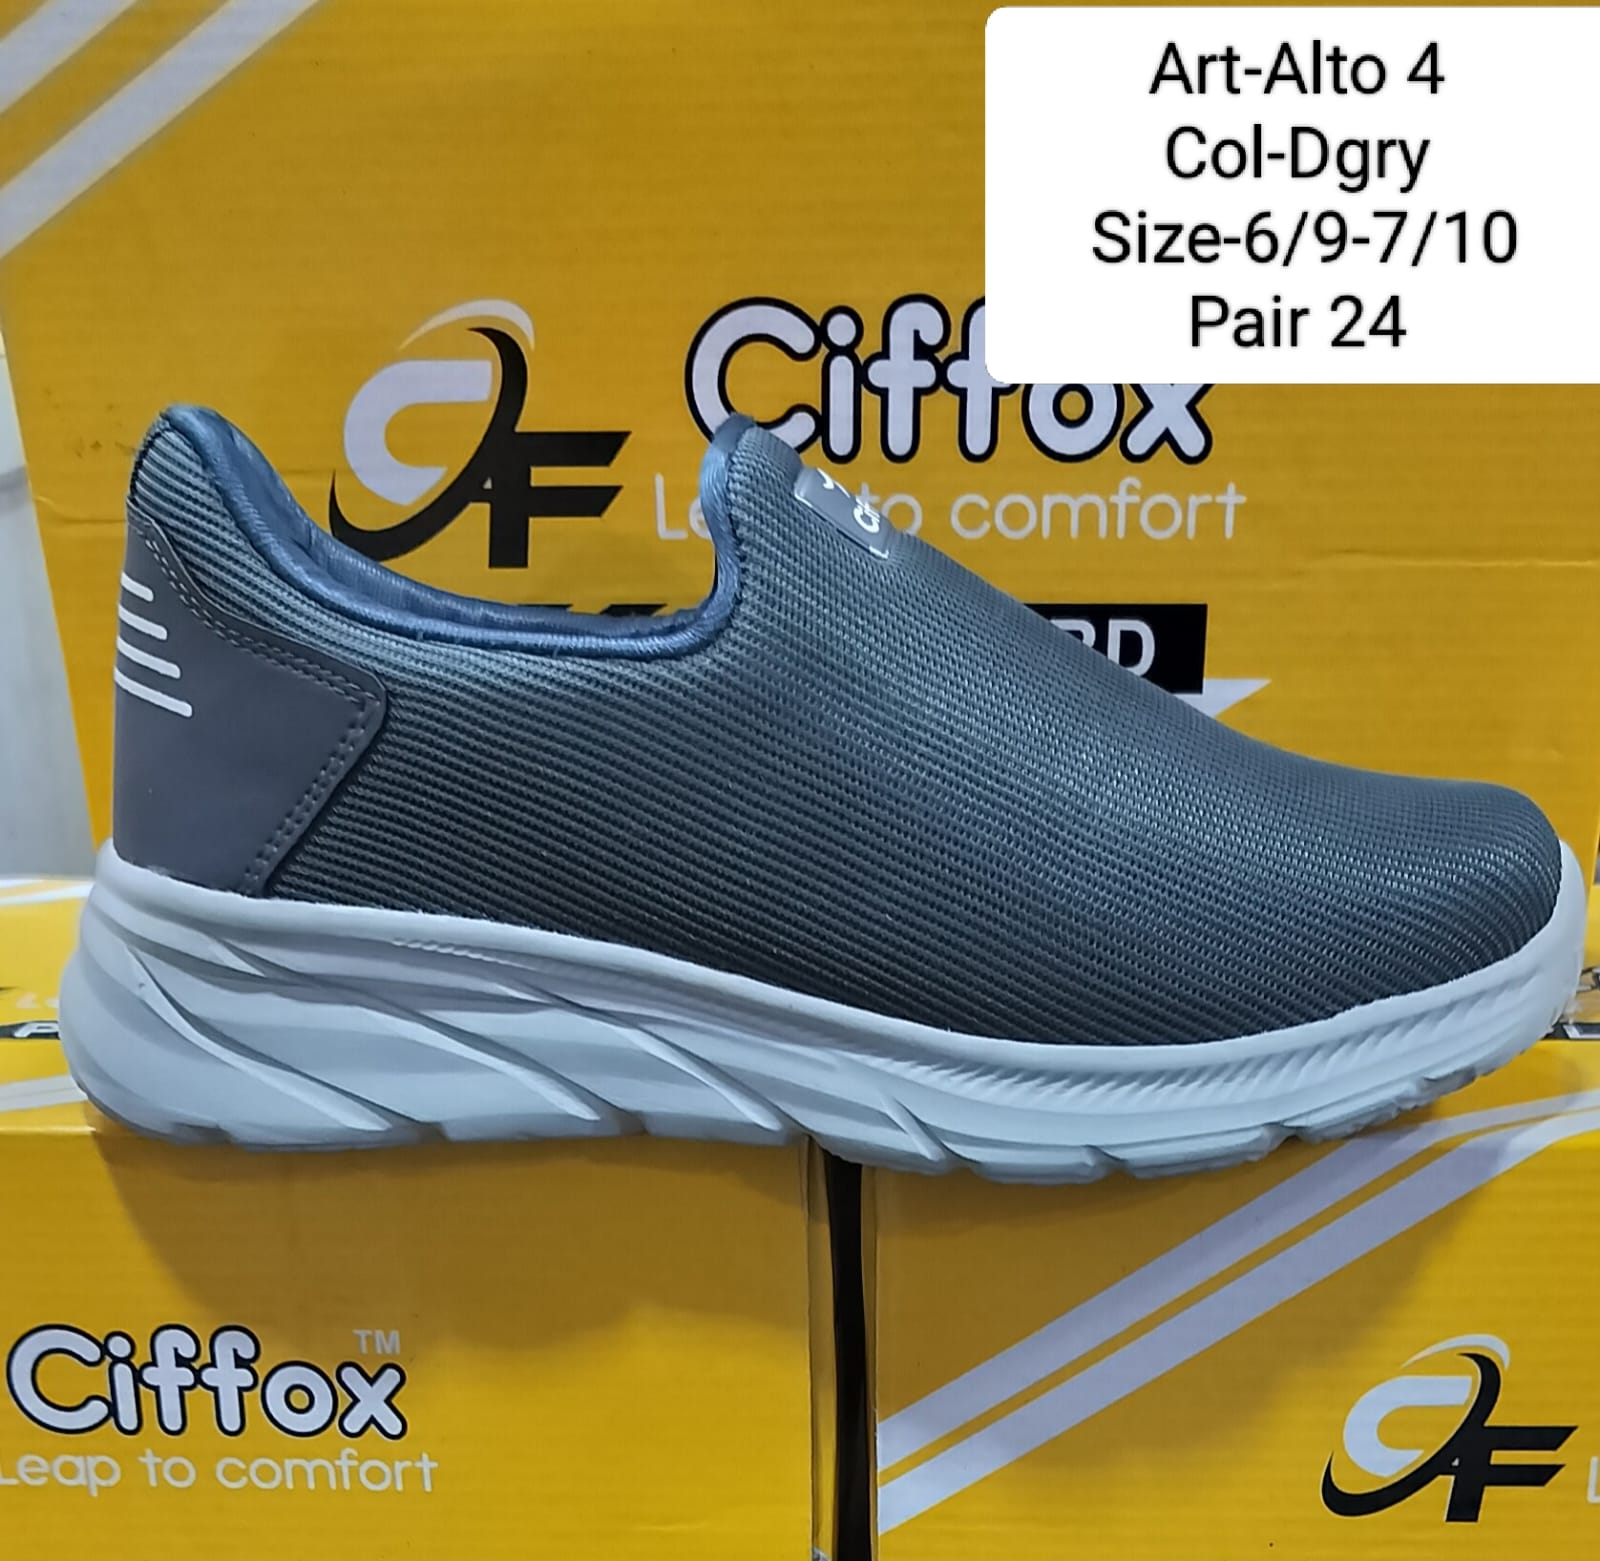 Art-Alto 4
Col-Dgry
Size-6/9-7/10
Pair 24
Ciffox
to comfort
Ciffox TM
Leap to comfort